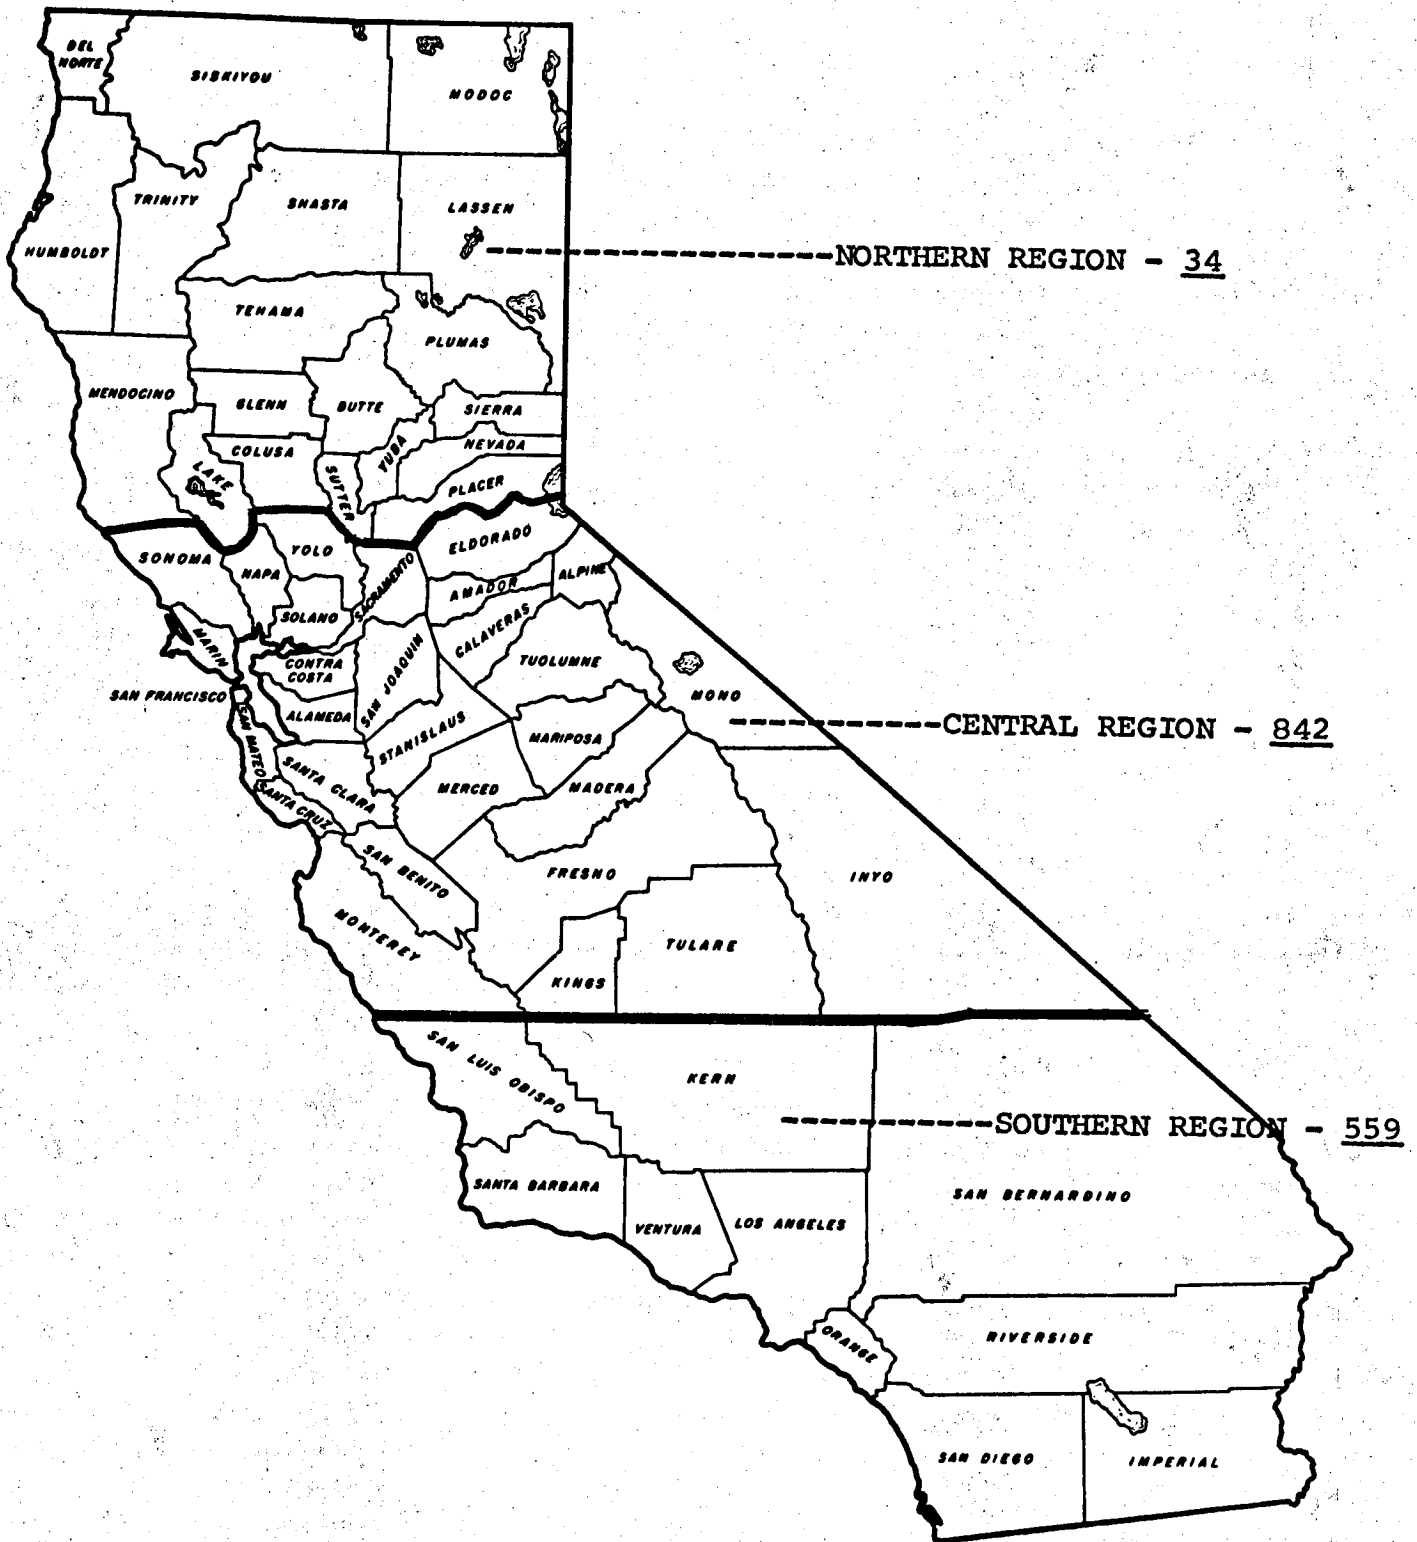 DEL
NORTE
SISKIYOU
MODOC
TRINITY
SHASTA
LASSEN
HUMBOLDT
NORTHERN REGION - 34
TEHAMA
PLUMAS
MENDOCINO
GLENN
BUTTE
SIERRA
COLUSA
YUBA
NEVADA
LAKE
SUTTER
PLACER
SONOMA
NAPA
YOLO
SACRAMENTO
ELDORADO
AMADOR
ALPINE
SOLANO
MARIN
CONTRA
COSTA
SAN JOAQUIN
CALAVERAS
TUOLUMNE
MONO
SAN FRANCISCO
ALAMEDA
SAN MATEO
STANISLAUS
MARIPOSA
CENTRAL REGION - 842
SANTA CLARA
SANTA CRUZ
MERCED
MADERA
SAN BENITO
FRESNO
INYO
MONTEREY
KINGS
TULARE
SAN LUIS OBISPO
KERN
SOUTHERN REGION - 559
SANTA BARBARA
VENTURA
LOS ANGELES
SAN BERNARDINO
ORANGE
RIVERSIDE
SAN DIEGO
IMPERIAL